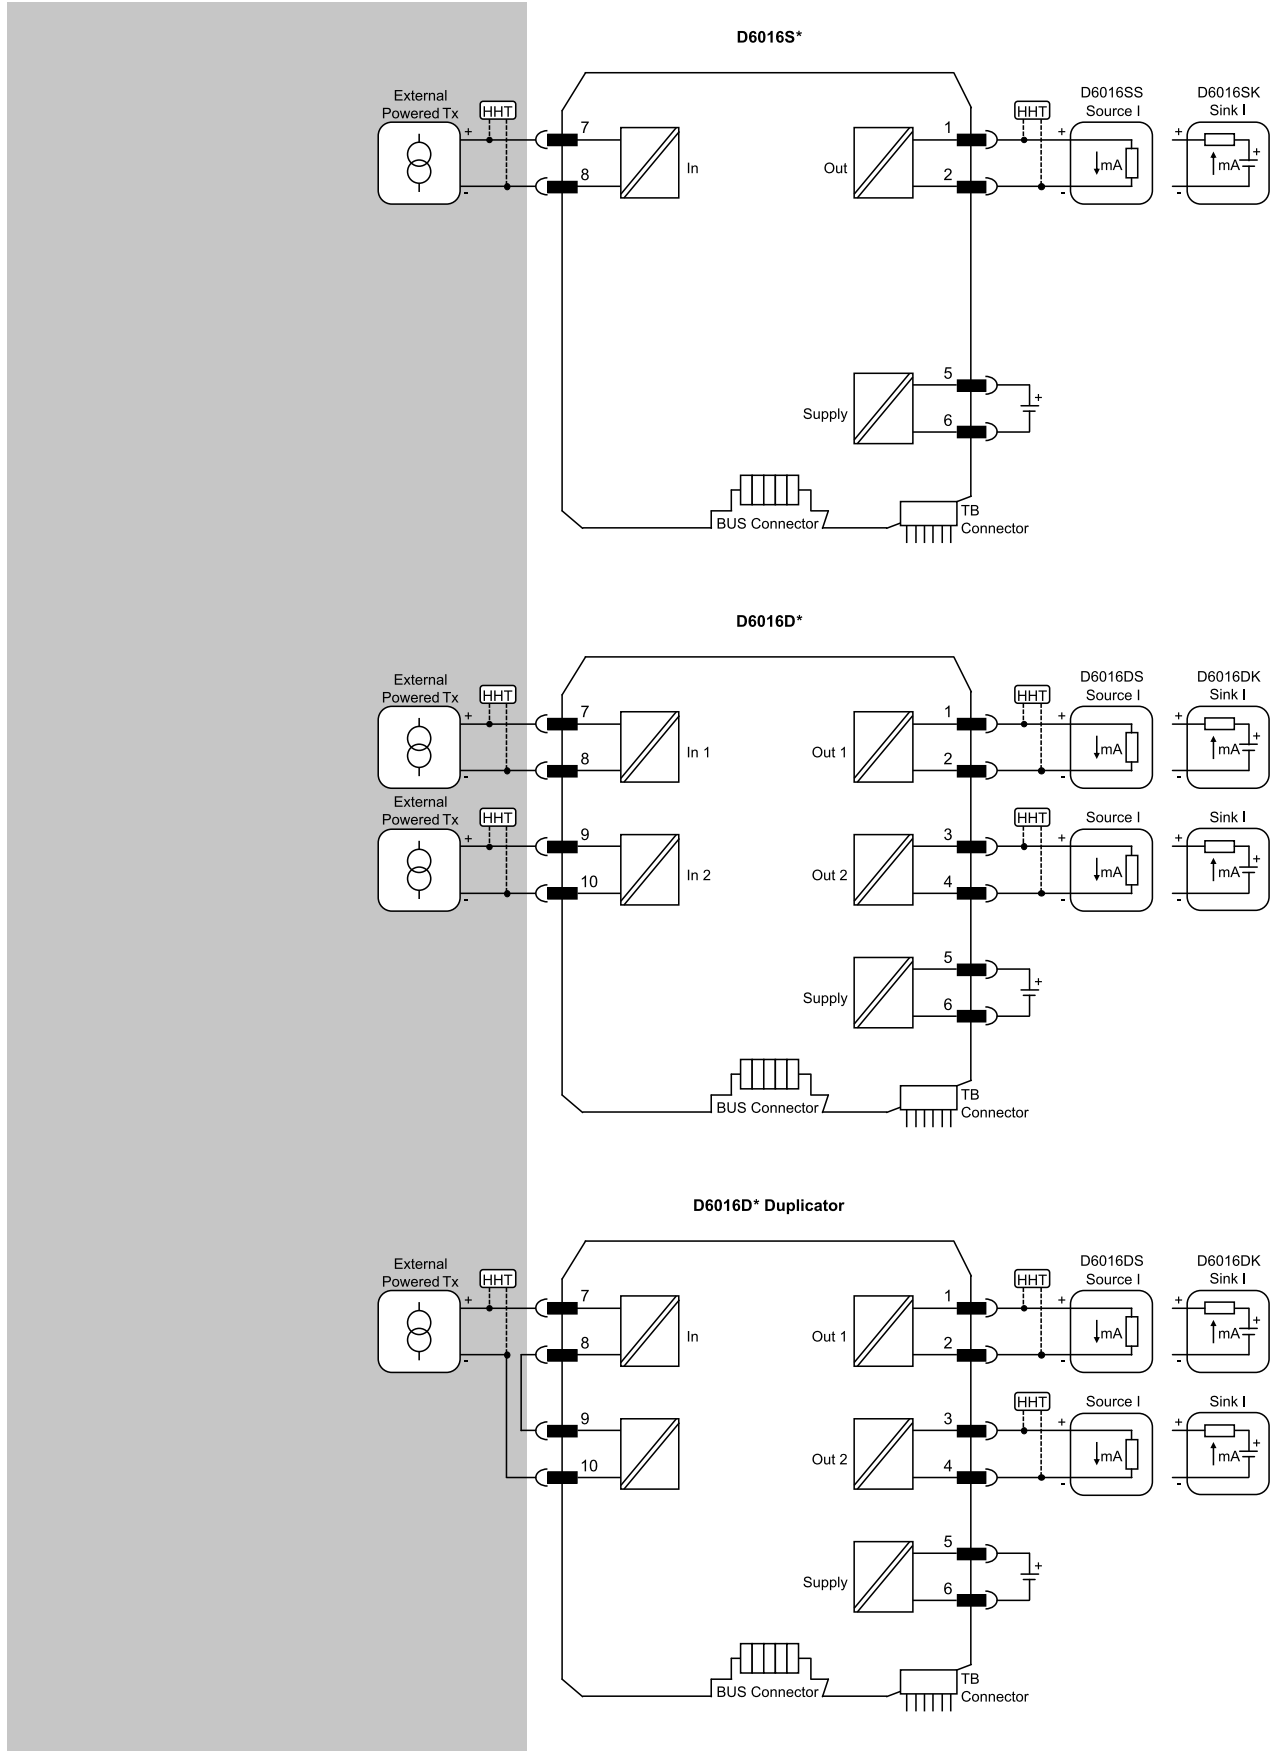 D6016S*
External
Powered Tx
HHT
+
-
7
8
In
Out
1
2
HHT
+
-
D6016SS
Source I
mA
D6016SK
Sink I
+
-
mA
+
Supply
5
6
+
BUS Connector
TB
Connector
D6016D*
External
Powered Tx
HHT
+
-
7
8
In 1
Out 1
1
2
HHT
+
-
D6016DS
Source I
mA
D6016DK
Sink I
+
-
mA
+
External
Powered Tx
HHT
+
-
9
10
In 2
Out 2
3
4
HHT
+
-
Source I
mA
Sink I
+
-
mA
+
Supply
5
6
+
BUS Connector
TB
Connector
D6016D* Duplicator
External
Powered Tx
HHT
+
-
7
8
In
Out 1
1
2
HHT
+
-
D6016DS
Source I
mA
D6016DK
Sink I
+
-
mA
+
9
10
Out 2
3
4
HHT
+
-
Source I
mA
Sink I
+
-
mA
+
Supply
5
6
+
BUS Connector
TB
Connector